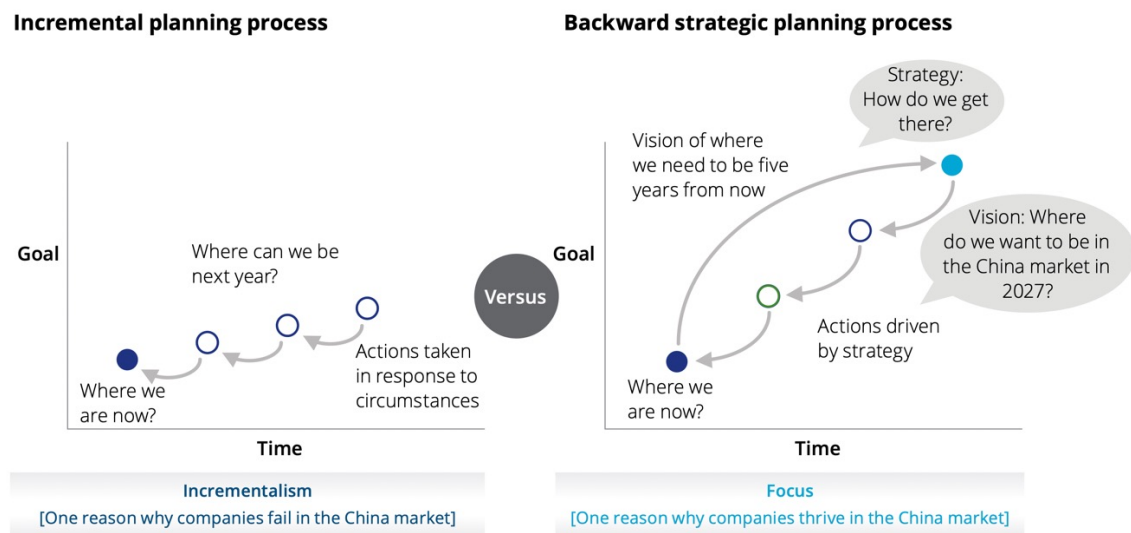 Incremental planning process
Goal
Where can we be
next year?
Where we
are now?
Actions taken
in response to
circumstances
Time
Incrementalism
[One reason why companies fail in the China market]
Versus
Backward strategic planning process
Strategy:
How do we get
there?
Vision of where
we need to be five
years from now
Goal
Vision: Where
do we want to be in
the China market in
2027?
Actions driven
by strategy
Where we
are now?
Time
Focus
[One reason why companies thrive in the China market]